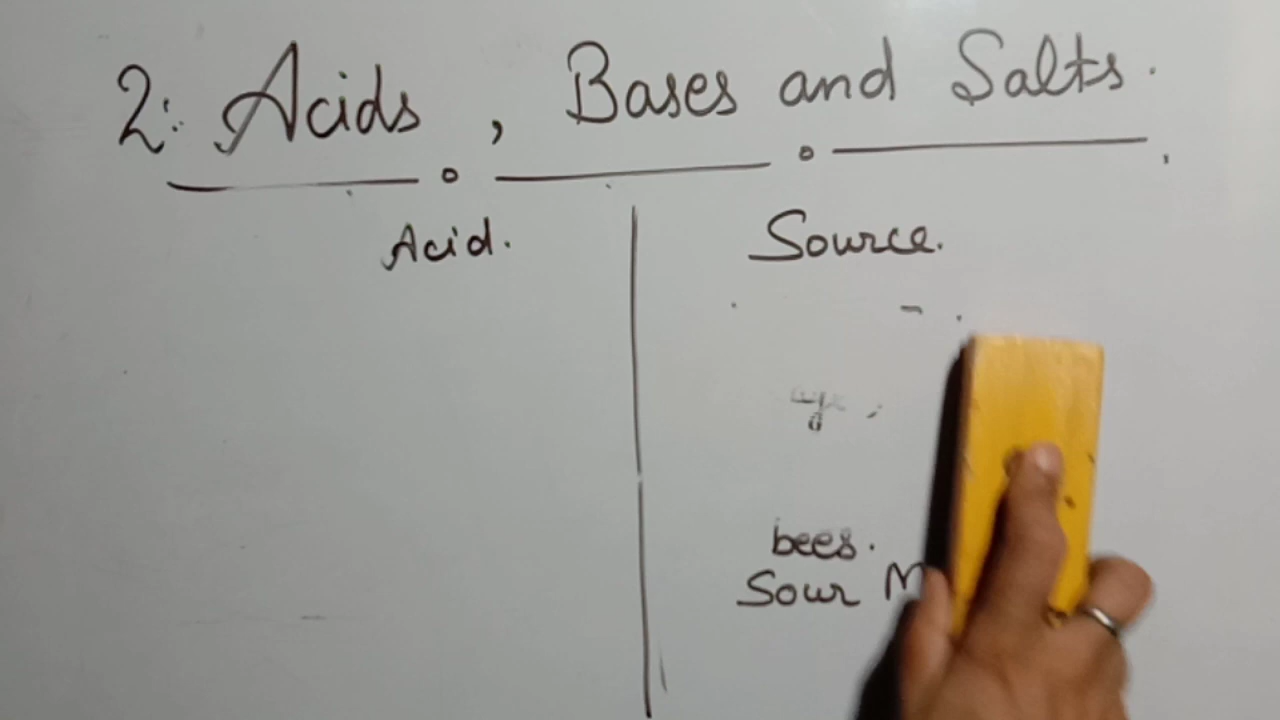 2: Acids, Bases and Salts.
Acid.
Source.
bees.
Sour